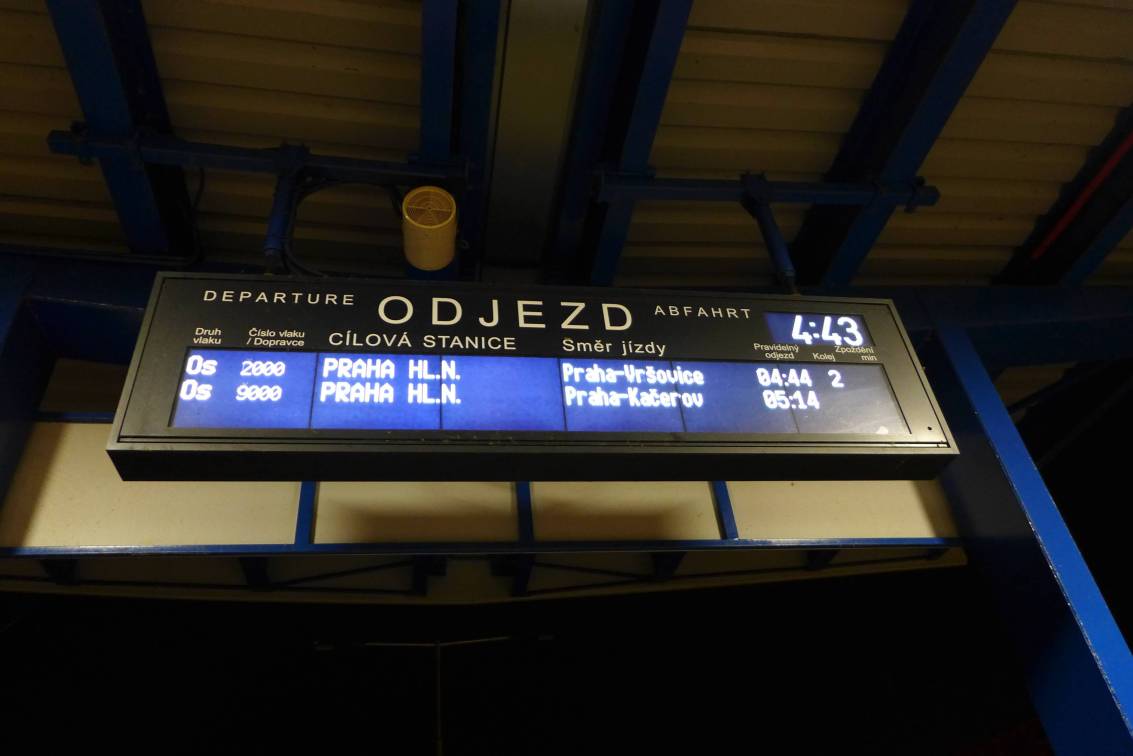 DEPARTURE ODJEZD ABFAHRT 4:43
Druh vlaku Číslo vlaku / Dopravce CÍLOVÁ STANICE Směr jízdy Pravidelný odjezd Kolej Zpoždění min
Os 2000 PRAHA HL.N. Praha-Vršovice 04:44 2
Os 9000 PRAHA HL.N. Praha-Kačerov 05:14